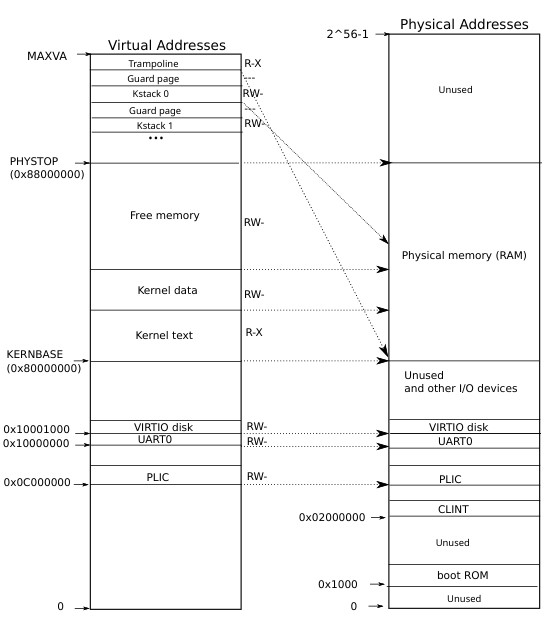 Physical Addresses
2^56-1
Virtual Addresses
MAXVA
Trampoline
R-X
Guard page
---
Unused
Kstack 0
RW-
Guard page
---
Kstack 1
RW-
...
PHYSTOP
(0x88000000)
Free memory
RW-
Physical memory (RAM)
Kernel data
RW-
Kernel text
R-X
KERNBASE
(0x80000000)
Unused
and other I/O devices
0x10001000
VIRTIO disk
RW-
VIRTIO disk
0x10000000
UART0
RW-
UART0
0x0C000000
PLIC
RW-
PLIC
CLINT
0x02000000
Unused
boot ROM
0x1000
Unused
0
0